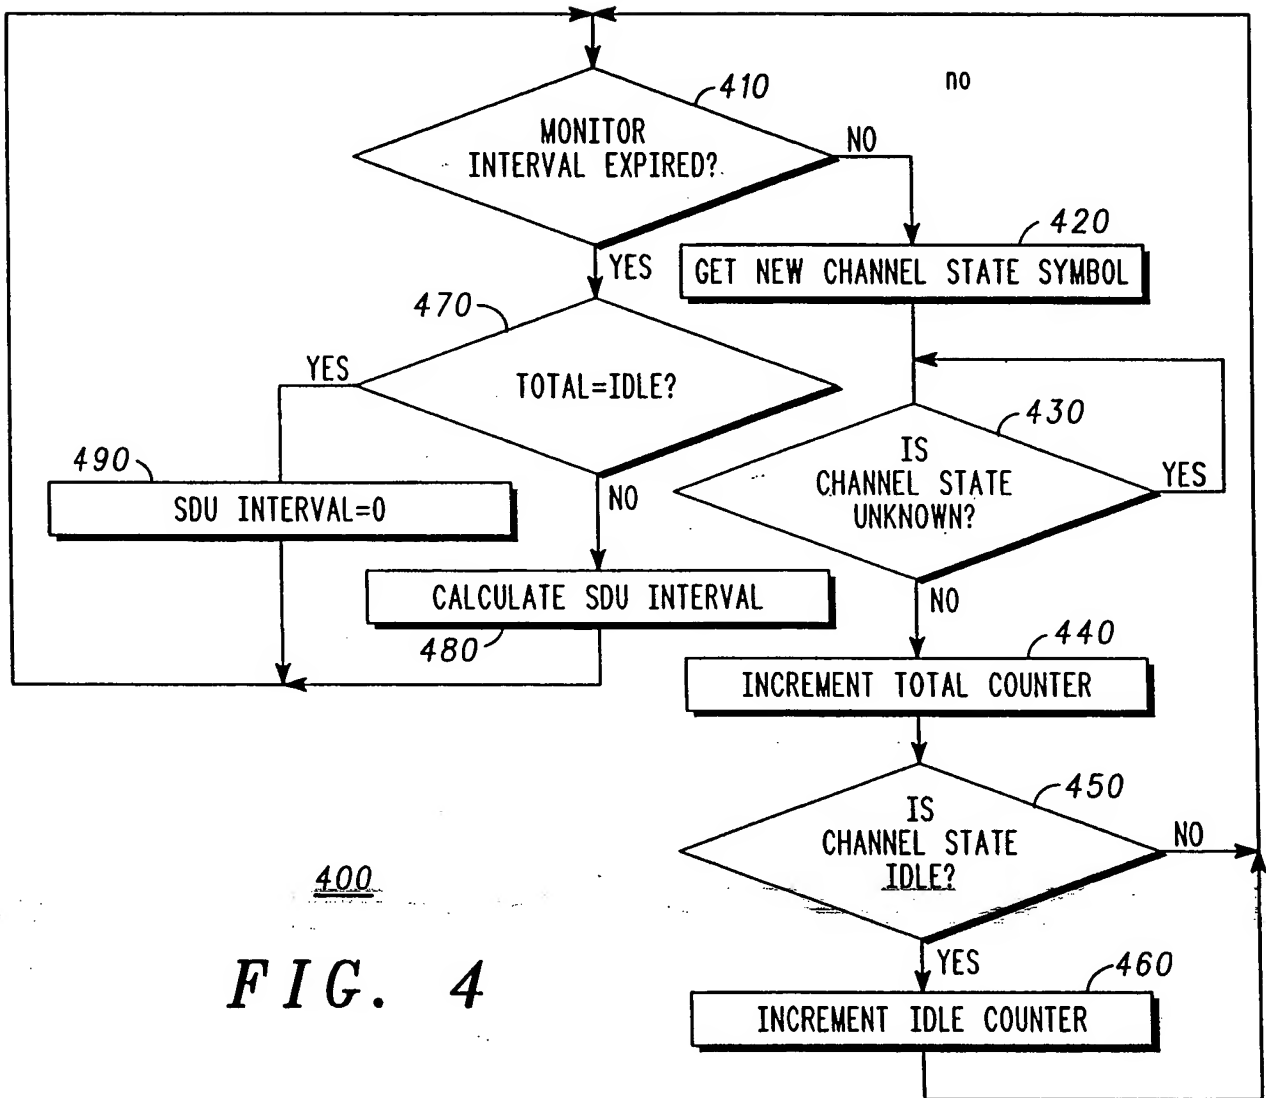 410
no
MONITOR
INTERVAL EXPIRED?
NO
420
YES
GET NEW CHANNEL STATE SYMBOL
470
YES
TOTAL=IDLE?
430
IS
CHANNEL STATE
UNKNOWN?
YES
490
SDU INTERVAL=0
NO
CALCULATE SDU INTERVAL
480
NO
440
INCREMENT TOTAL COUNTER
450
IS
CHANNEL STATE
IDLE?
NO
400
YES
460
FIG. 4
INCREMENT IDLE COUNTER